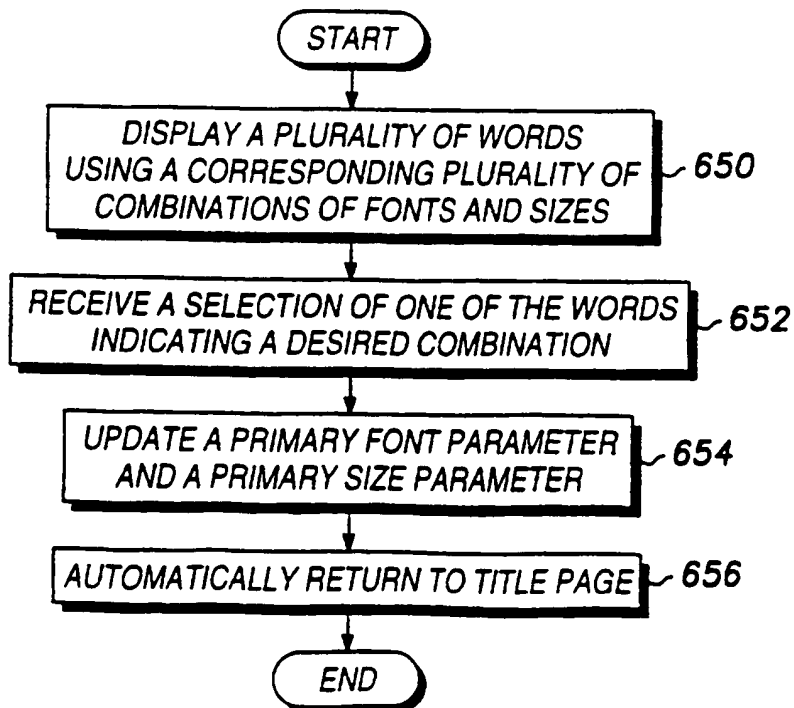 START
DISPLAY A PLURALITY OF WORDS
USING A CORRESPONDING PLURALITY OF
COMBINATIONS OF FONTS AND SIZES
650
RECEIVE A SELECTION OF ONE OF THE WORDS
INDICATING A DESIRED COMBINATION
652
UPDATE A PRIMARY FONT PARAMETER
AND A PRIMARY SIZE PARAMETER
654
AUTOMATICALLY RETURN TO TITLE PAGE
656
END